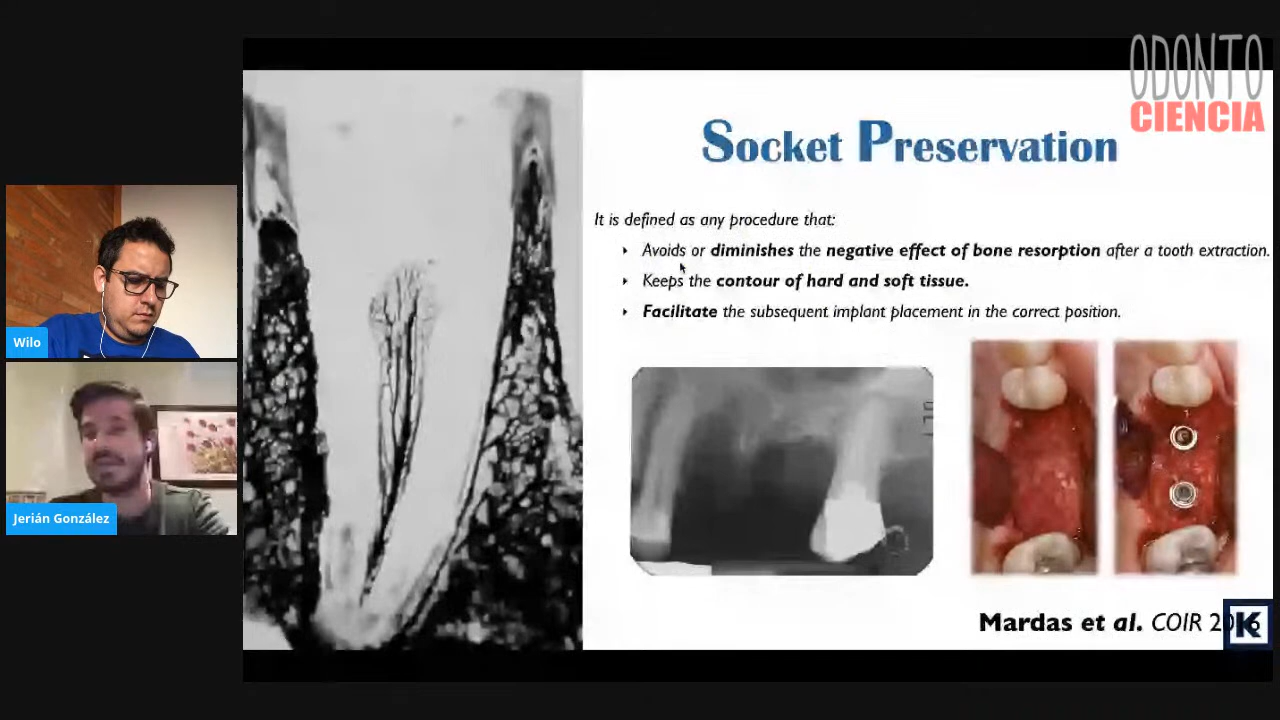 ODONTO
CIENCIA
Socket Preservation
It is defined as any procedure that:
Avoids or diminishes the negative effect of bone resorption after a tooth extraction.
Keeps the contour of hard and soft tissue.
Facilitate the subsequent implant placement in the correct position.
Wilo
Jerián González
Mardas et al. COIR
K